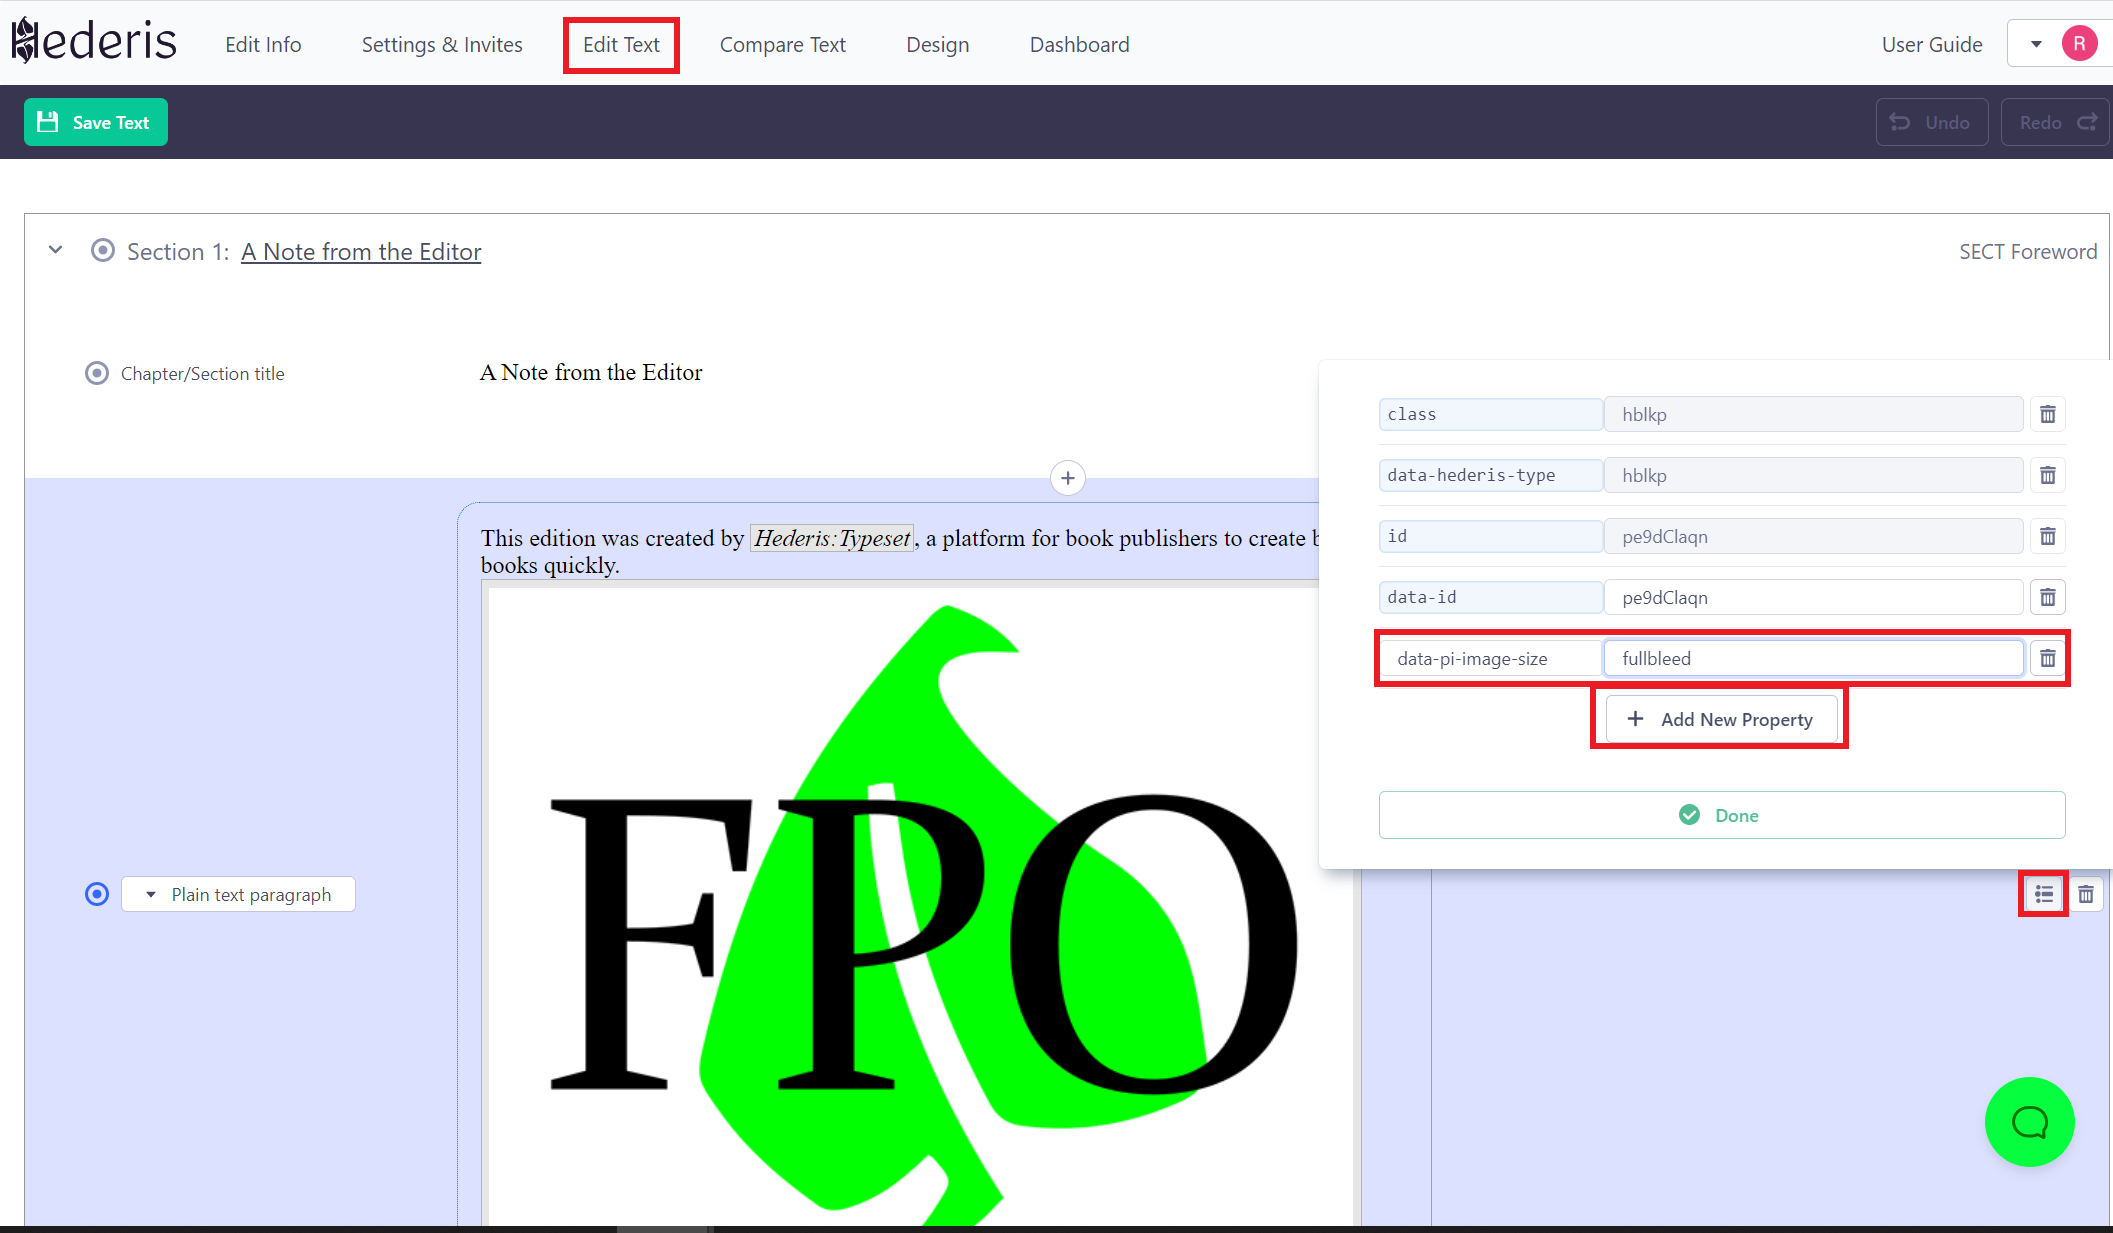 Hederis
Edit Info
Settings & Invites
Edit Text
Compare Text
Design
Dashboard
User Guide
R
Save Text
Undo
Redo
Section 1: A Note from the Editor
SECT Foreword
Chapter/Section title
A Note from the Editor
class
hblkp
data-hederis-type
hblkp
id
pe9dClaqn
data-id
pe9dClaqn
data-pi-image-size
fullbleed
+ Add New Property
Done
This edition was created by Hederis:Typeset, a platform for book publishers to create
books quickly.
FPO
Plain text paragraph